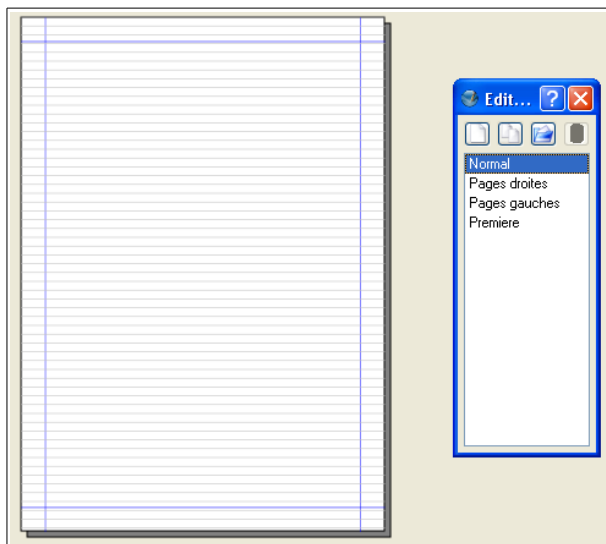 Edit...
Normal
Pages droites
Pages gauches
Premiere